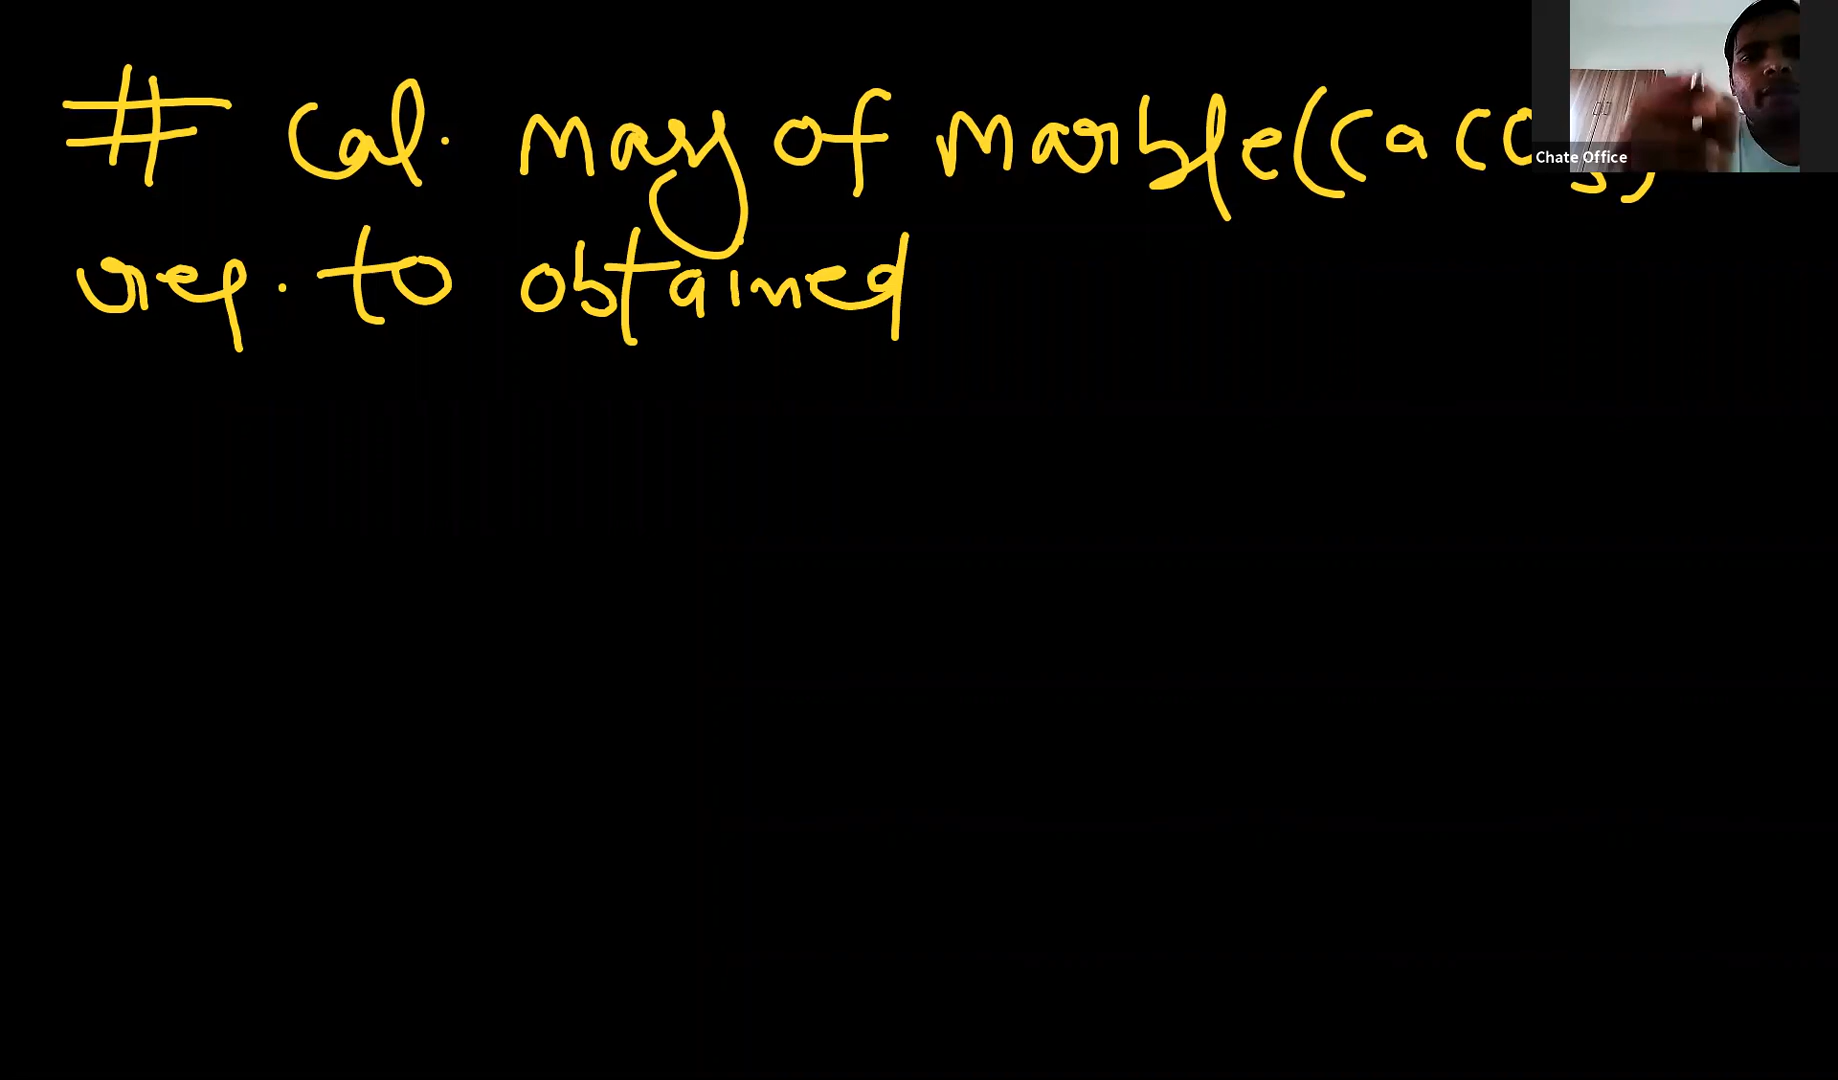 # Cal. mass of marble (CaCO3)
Chate Office
req. to obtained